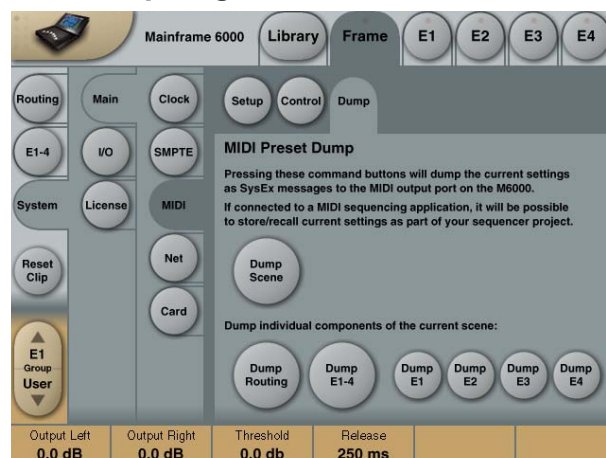 Mainframe 6000
Library
Frame
E1
E2
E3
E4
Routing
Main
Clock
Setup
Control
Dump
E1-4
I/O
SMPTE
MIDI Preset Dump
Pressing these command buttons will dump the current settings
as SysEx messages to the MIDI output port on the M6000.
If connected to a MIDI sequencing application, it will be possible
to store/recall current settings as part of your sequencer project.
System
License
MIDI
Reset
Clip
Net
Dump
Scene
Card
Dump individual components of the current scene:
E1
Group
User
Dump
Routing
Dump
E1-4
Dump
E1
Dump
E2
Dump
E3
Dump
E4
Output Left
0.0 dB
Output Right
0.0 dB
Threshold
0.0 db
Release
250 ms